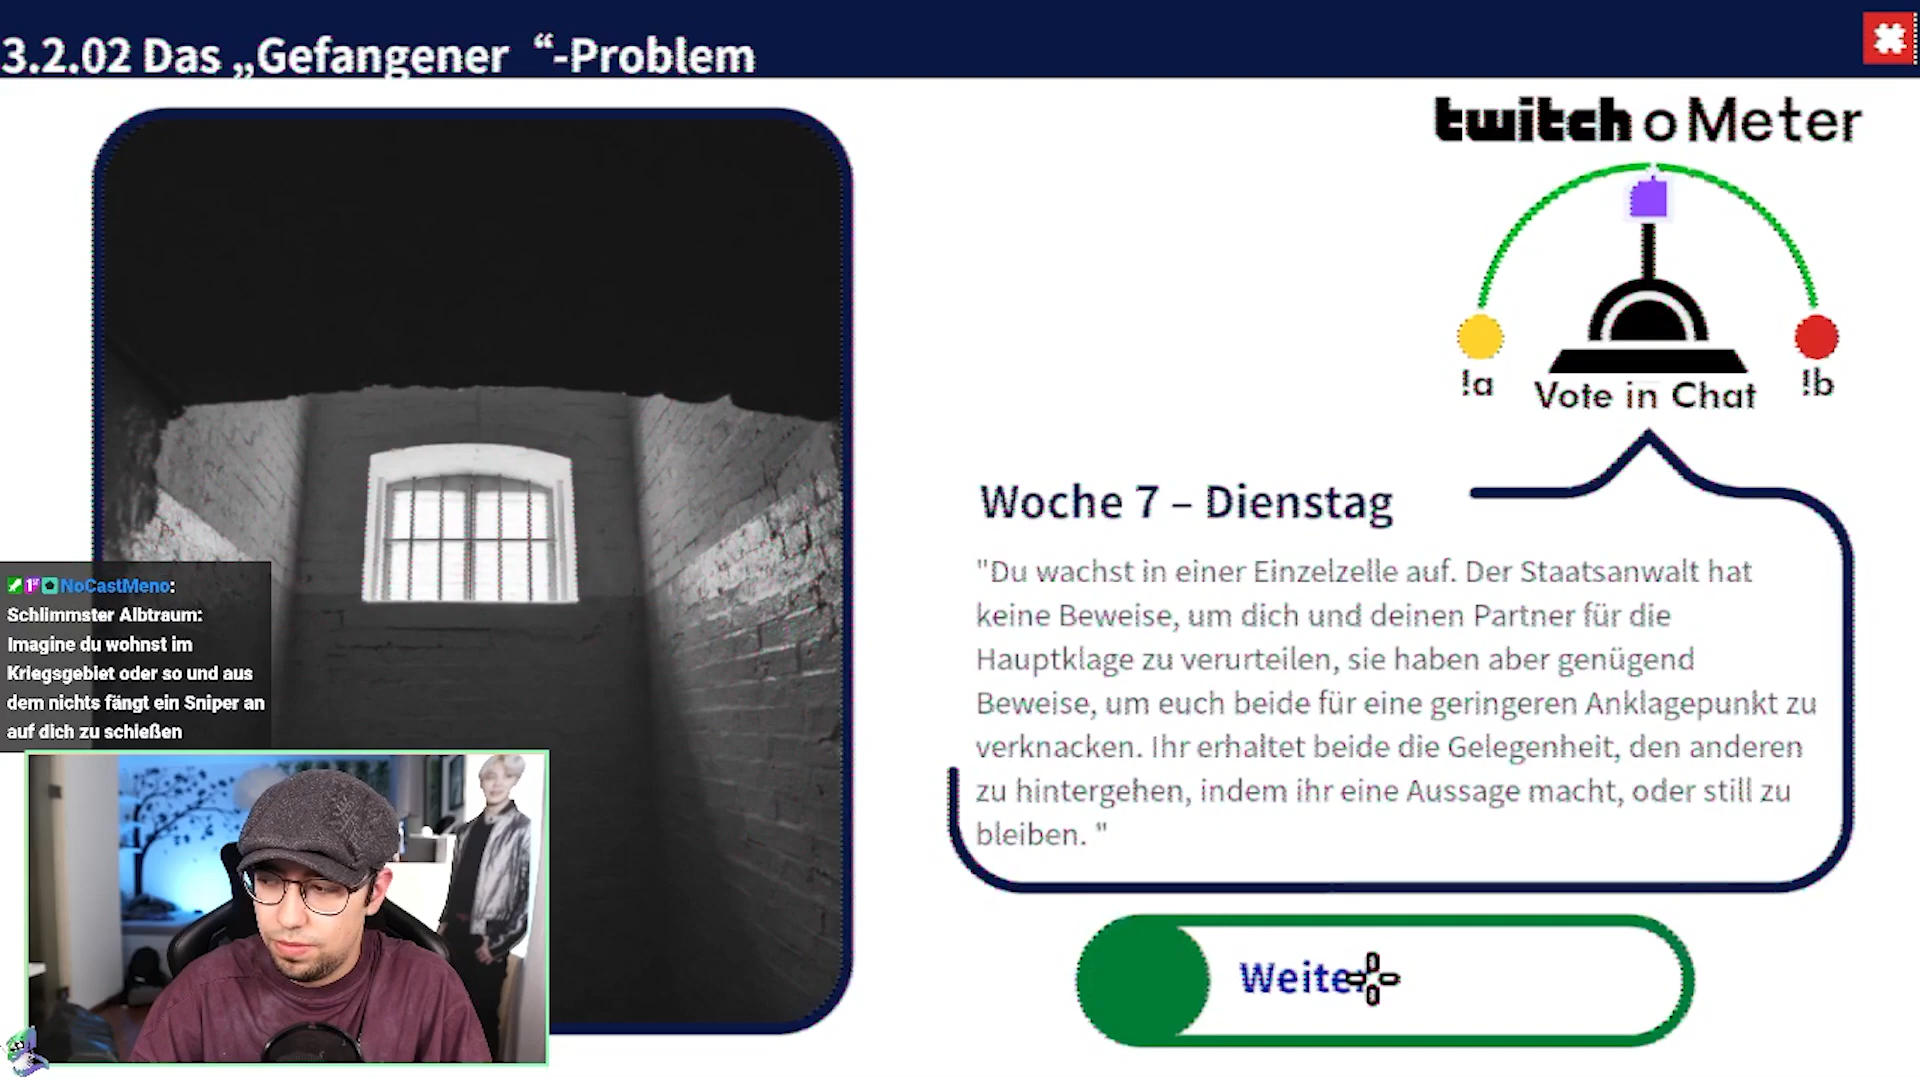 3.2.02 Das „Gefangener “-Problem
twitch o Meter
!a
Vote in Chat
!b
Woche 7 – Dienstag
"Du wachst in einer Einzelzelle auf. Der Staatsanwalt hat
keine Beweise, um dich und deinen Partner für die
Hauptklage zu verurteilen, sie haben aber genügend
Beweise, um euch beide für eine geringeren Anklagepunkt zu
verknacken. Ihr erhaltet beide die Gelegenheit, den anderen
zu hintergehen, indem ihr eine Aussage macht, oder still zu
bleiben. "
NoCastMeno:
Schlimmster Albtraum:
Imagine du wohnst im
Kriegsgebiet oder so und aus
dem nichts fängt ein Sniper an
auf dich zu schießen
Weiter